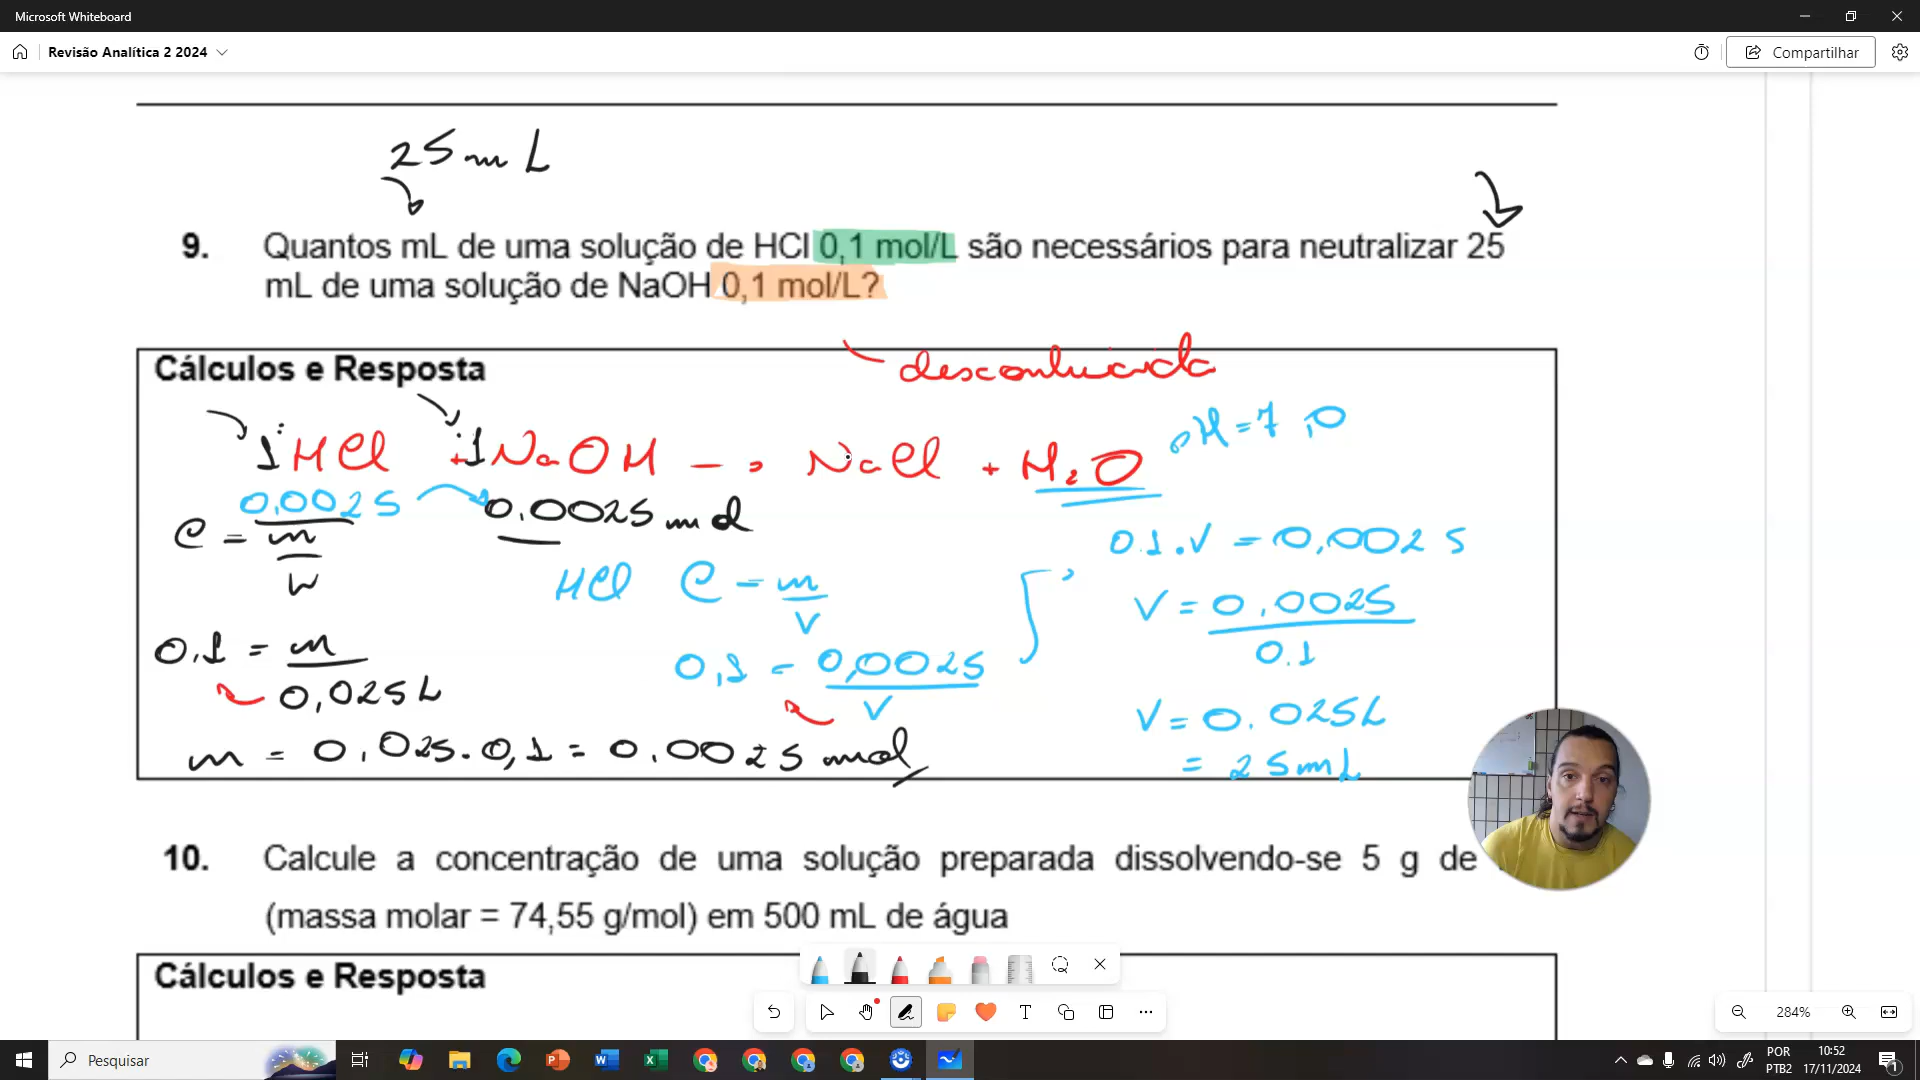 Microsoft Whiteboard
Revisão Analítica 2 2024
Compartilhar
25 mL
9. Quantos mL de uma solução de HCl 0,1 mol/L são necessários para neutralizar 25
mL de uma solução de NaOH 0,1 mol/L?
Cálculos e Resposta
desconhecida
1 HCl + 1 NaOH → NaCl + H₂O
pH = 7,0
0,0025
0,0025 mol
C = m
V
HCl C = m
V
0.1 . V = 0,0025
V = 0,0025
0.1
0,1 = m
0,025 L
0,1 = 0,0025
V
V = 0.025L
= 25 mL
m = 0,025 . 0,1 = 0.0025 mol
10. Calcule a concentração de uma solução preparada dissolvendo-se 5 g de
(massa molar = 74,55 g/mol) em 500 mL de água
Cálculos e Resposta
284%
Pesquisar
POR
PTB2
10:52
17/11/2024
1